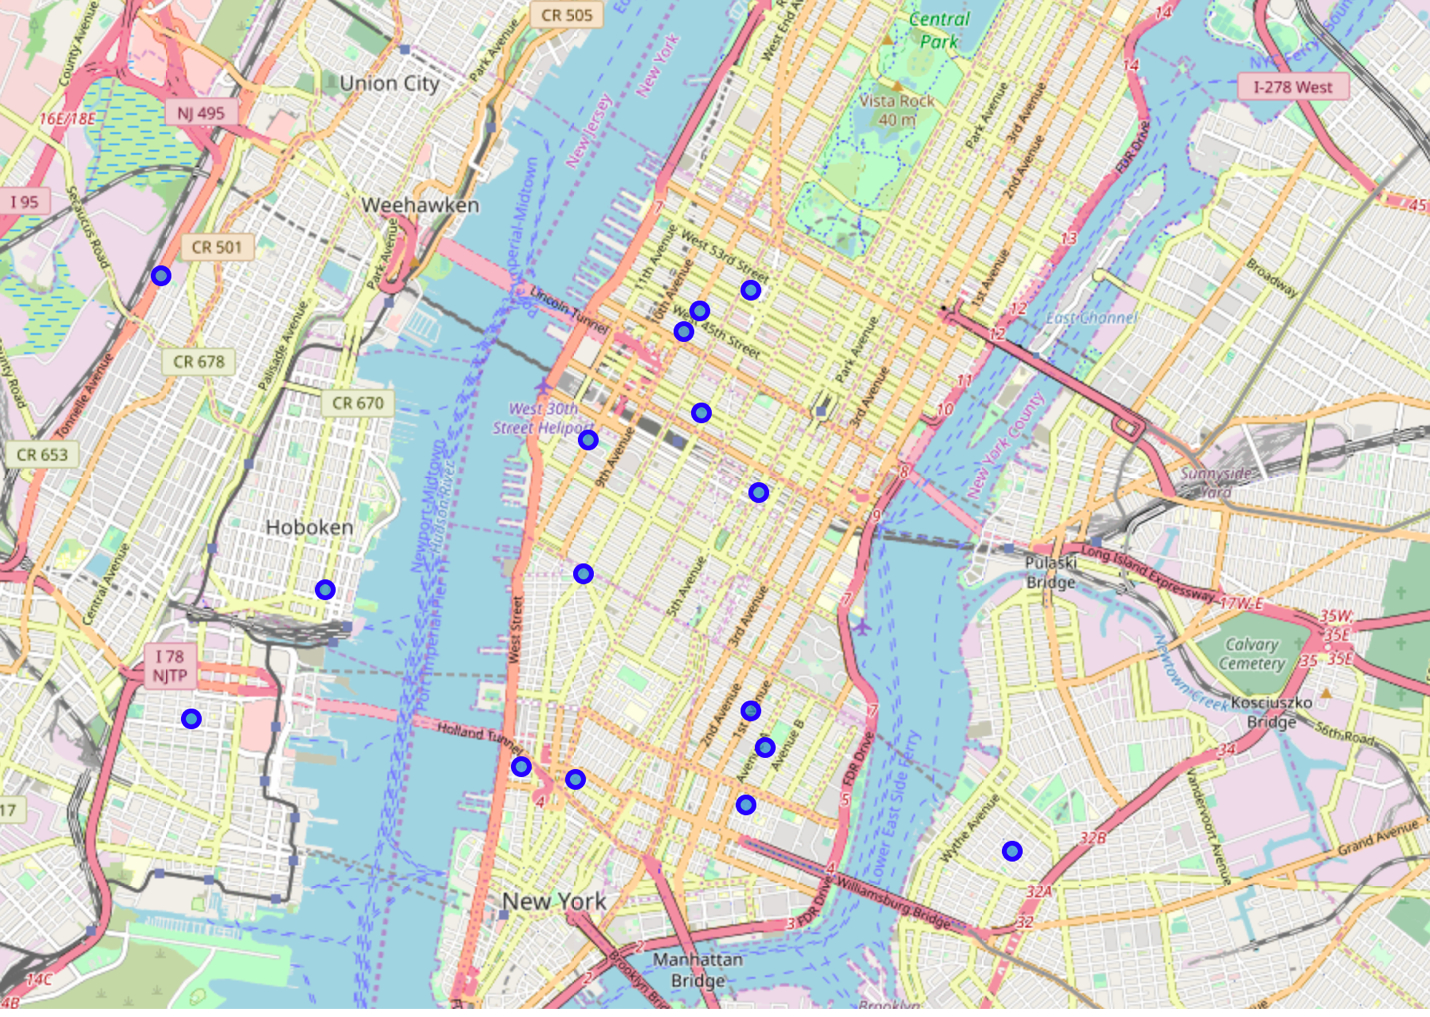 CR 505
County Avenue
Union City
Park Avenue
New York
New Jersey
West End Av
Central
Park
14
14
NYC Ferry
I-278 West
Vista Rock
40 m
Park Avenue
3rd Avenue
2nd Avenue
FDR Drive
16E/18E
NJ 495
I 95
Secaucus Road
CR 501
Weehawken
Park Avenue
7
45
13
Broadway
West 53rd Street
11th Avenue
10th Avenue
1st Avenue
Lincoln Tunnel
West 45th Street
12
12
East Channel
CR 678
Palisade Avenue
CR 670
Tonnelle Avenue
CR 653
West 30th
Street Heliport
9th Avenue
Park Avenue
3rd Avenue
11
10
8
9
New York County
Sunnyside
Yard
Hoboken
Newport-Midtown
Hudson River
Central Avenue
5th Avenue
3rd Avenue
West Street
7
Pulaski
Bridge
Long Island Expressway
17W-E
35W:
35E
35
35E
Calvary
Cemetery
Newtown Creek
Kosciuszko
Bridge
56th Road
I 78
NJTP
Holland Tunnel
4
2nd Avenue
1st Avenue
Avenue B
7
FDR Drive
5
Lower East Side Ferry
34
Vandervoort Avenue
Wythe Avenue
32B
Grand Avenue
17
4
32A
32
Williamsburg Bridge
New York
3
FDR Drive
2
2
Manhattan
Bridge
Brooklyn
14C
4B